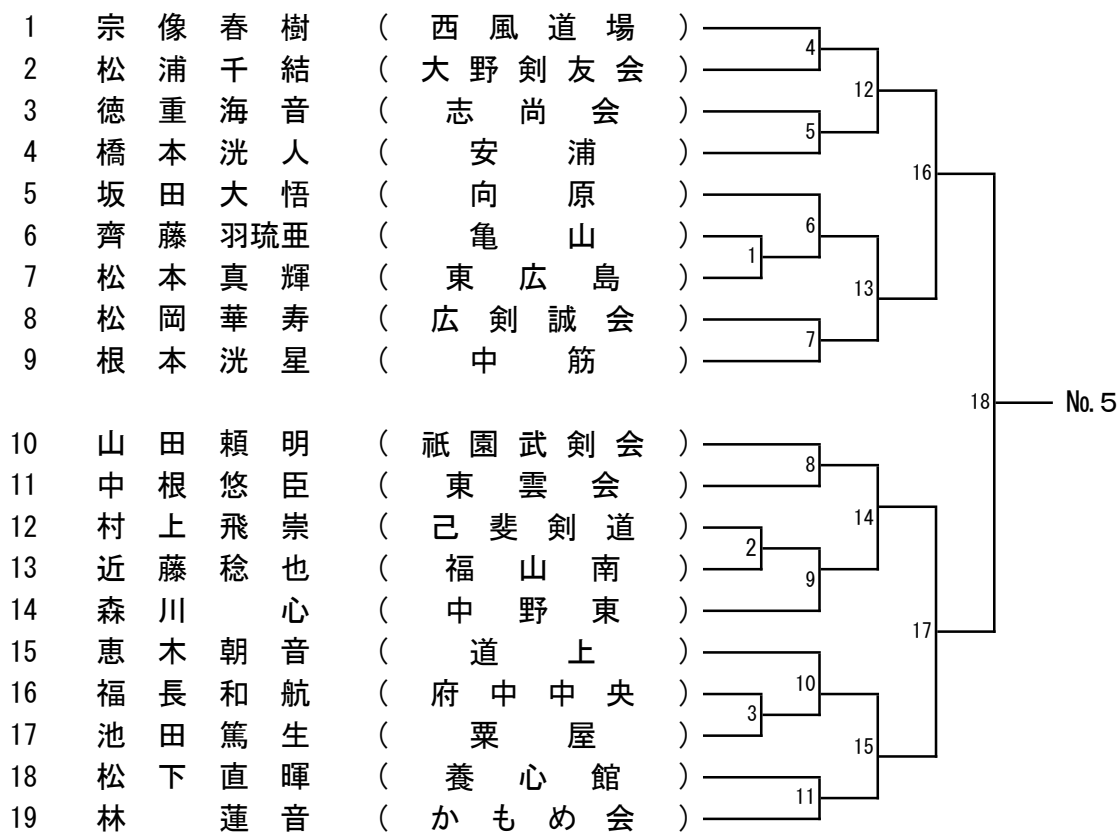 1 宗像春樹 (西風道場)
2 松浦千結 (大野剣友会) 4
12
3 徳重海音 (志尚会)
4 橋本洸人 (安浦) 5
16
5 坂田大悟 (向原)
6 齊藤羽琉亜 (亀山) 6
7 松本真輝 (東広島) 1
13
8 松岡華寿 (広剣誠会)
9 根本洸星 (中筋) 7
18 №5
10 山田頼明 (祇園武剣会)
11 中根悠臣 (東雲会) 8
14
12 村上飛崇 (己斐剣道)
13 近藤稔也 (福山南) 2
14 森川心 (中野東) 9
17
15 恵木朝音 (道上)
16 福長和航 (府中中央) 10
17 池田篤生 (粟屋) 3
15
18 松下直暉 (養心館)
19 林蓮音 (かもめ会) 11